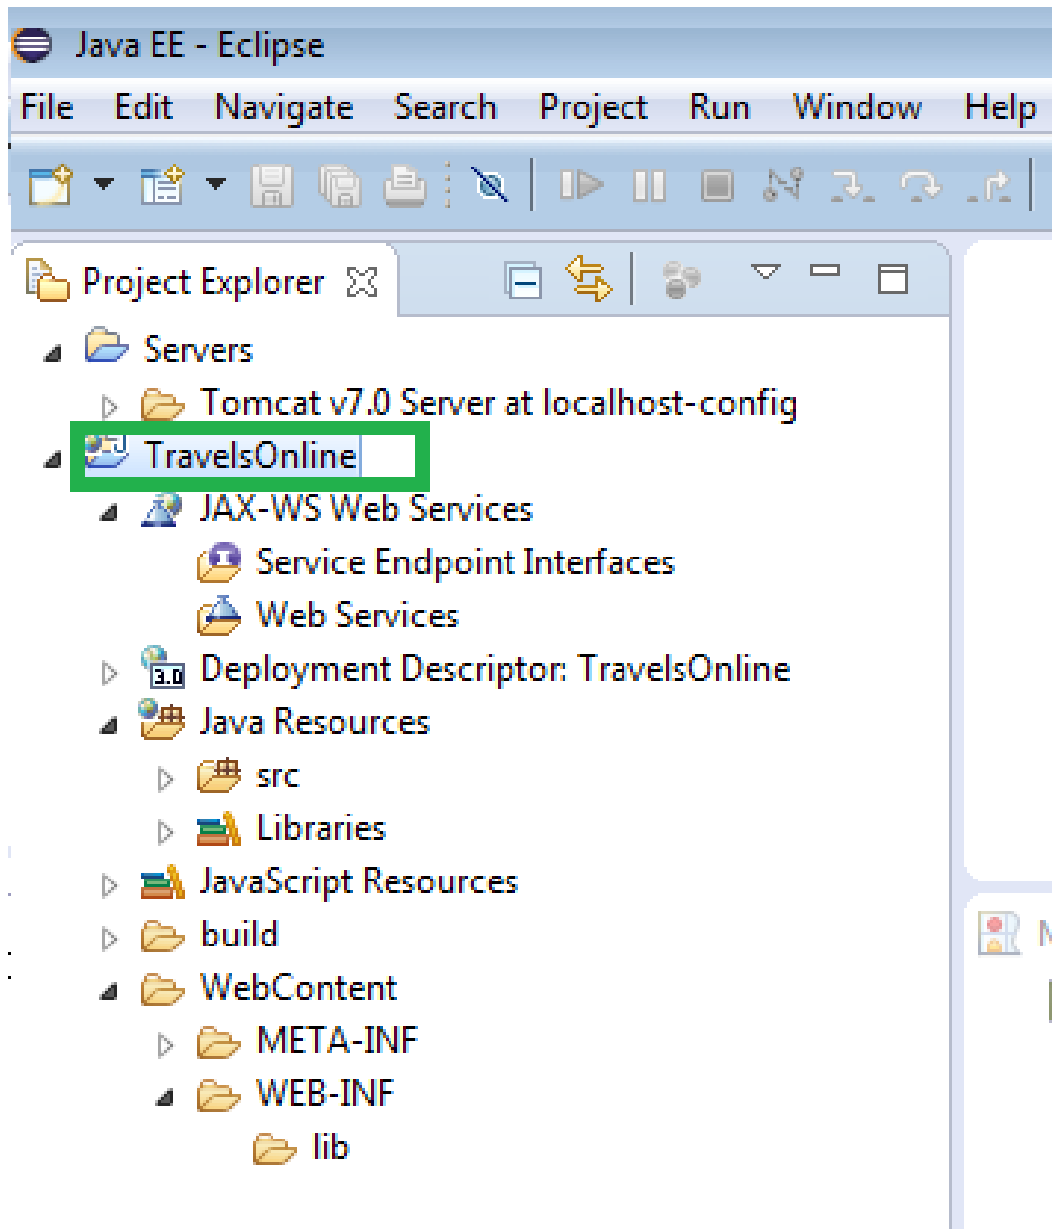 Java EE - Eclipse
File Edit Navigate Search Project Run Window Help
Project Explorer
Servers
Tomcat v7.0 Server at localhost-config
TravelsOnline
JAX-WS Web Services
Service Endpoint Interfaces
Web Services
3.0 Deployment Descriptor: TravelsOnline
Java Resources
src
Libraries
JavaScript Resources
build
WebContent
META-INF
WEB-INF
lib